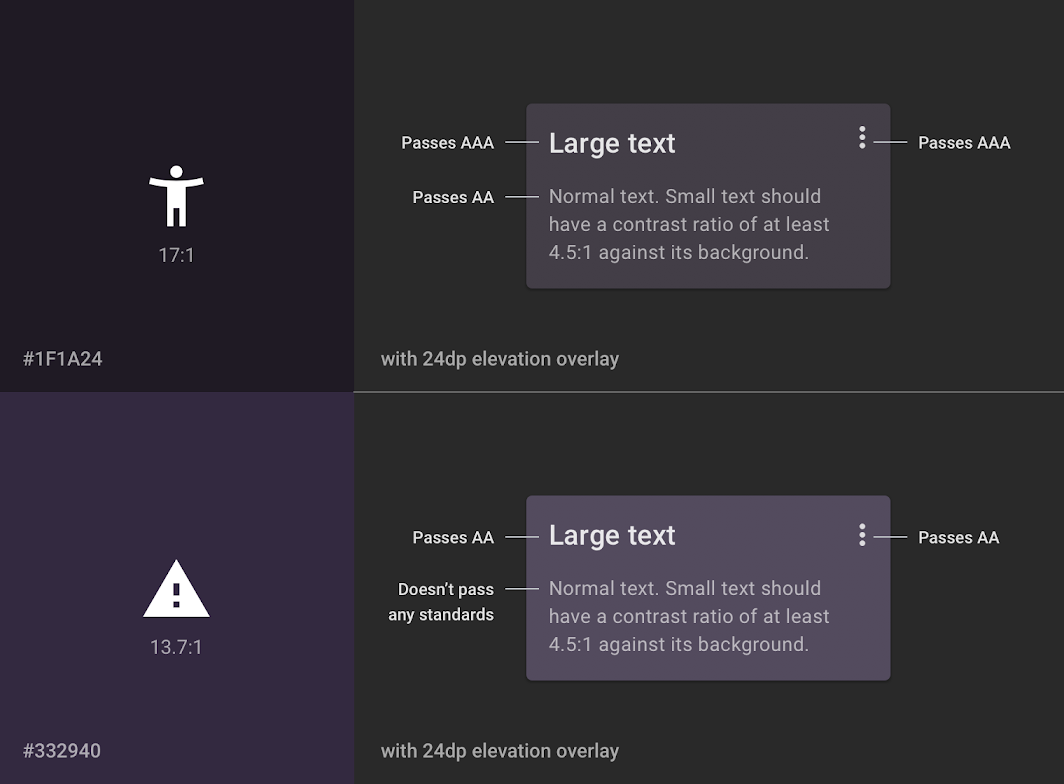 17:1
#1F1A24
Passes AAA
Large text
Passes AAA
Passes AA
Normal text. Small text should
have a contrast ratio of at least
4.5:1 against its background.
with 24dp elevation overlay
13.7:1
#332940
Passes AA
Large text
Passes AA
Doesn’t pass
any standards
Normal text. Small text should
have a contrast ratio of at least
4.5:1 against its background.
with 24dp elevation overlay